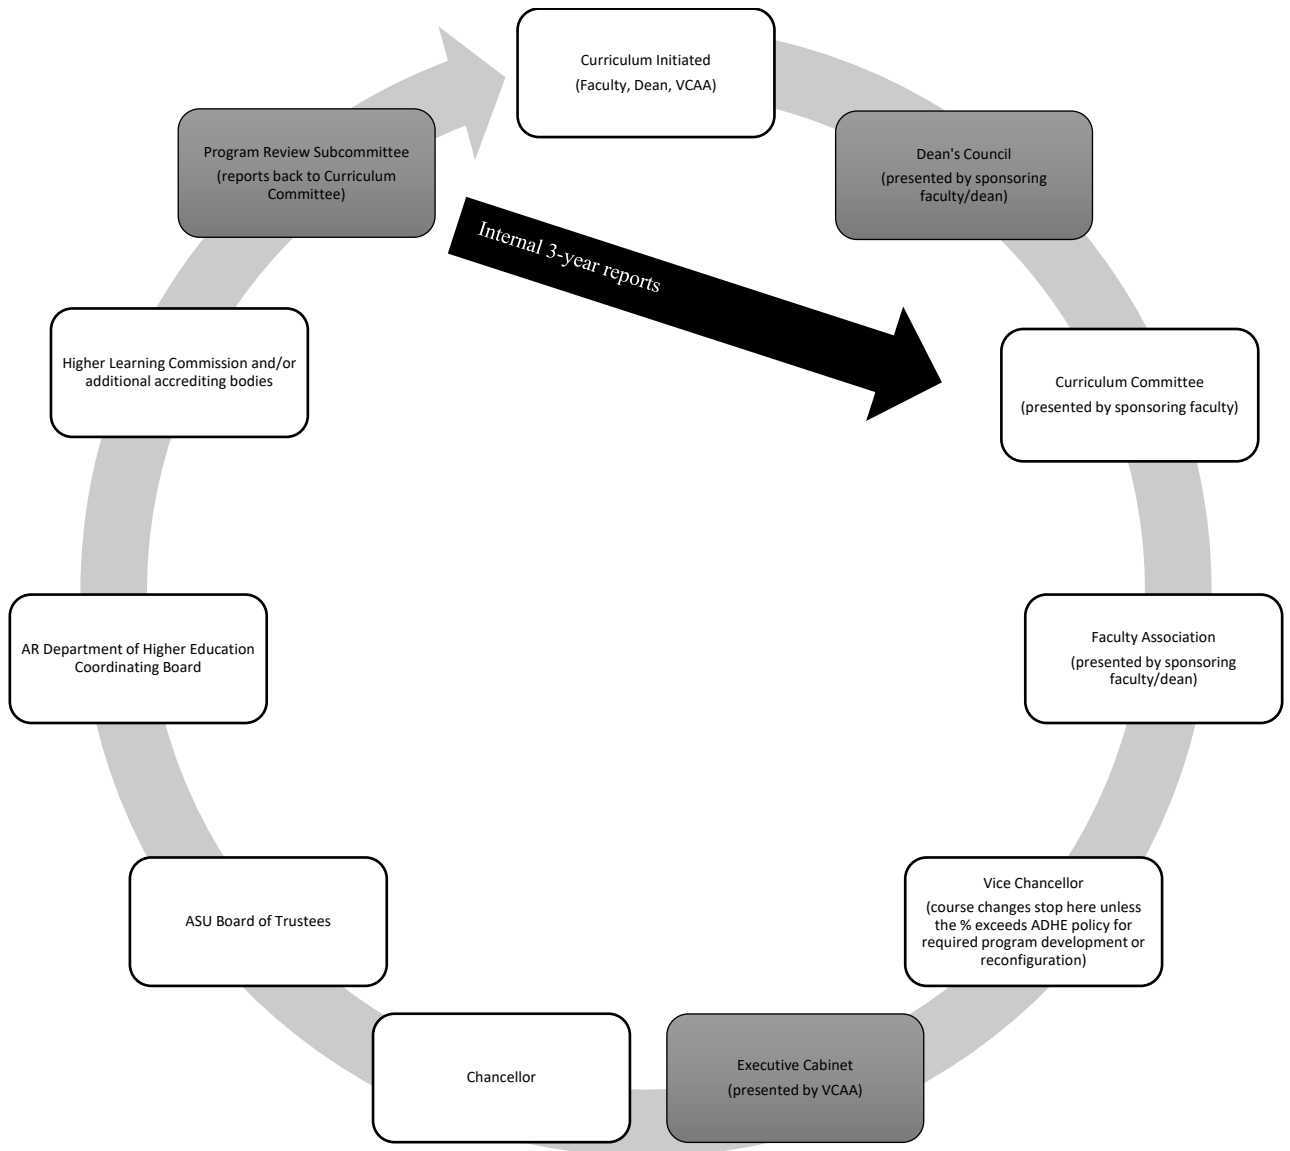 Curriculum Initiated
(Faculty, Dean, VCAA)
Dean's Council
(presented by sponsoring
faculty/dean)
Curriculum Committee
(presented by sponsoring faculty)
Faculty Association
(presented by sponsoring
faculty/dean)
Vice Chancellor
(course changes stop here unless
the % exceeds ADHE policy for
required program development or
reconfiguration)
Executive Cabinet
(presented by VCAA)
Chancellor
ASU Board of Trustees
AR Department of Higher Education
Coordinating Board
Higher Learning Commission and/or
additional accrediting bodies
Program Review Subcommittee
(reports back to Curriculum
Committee)
Internal 3-year reports